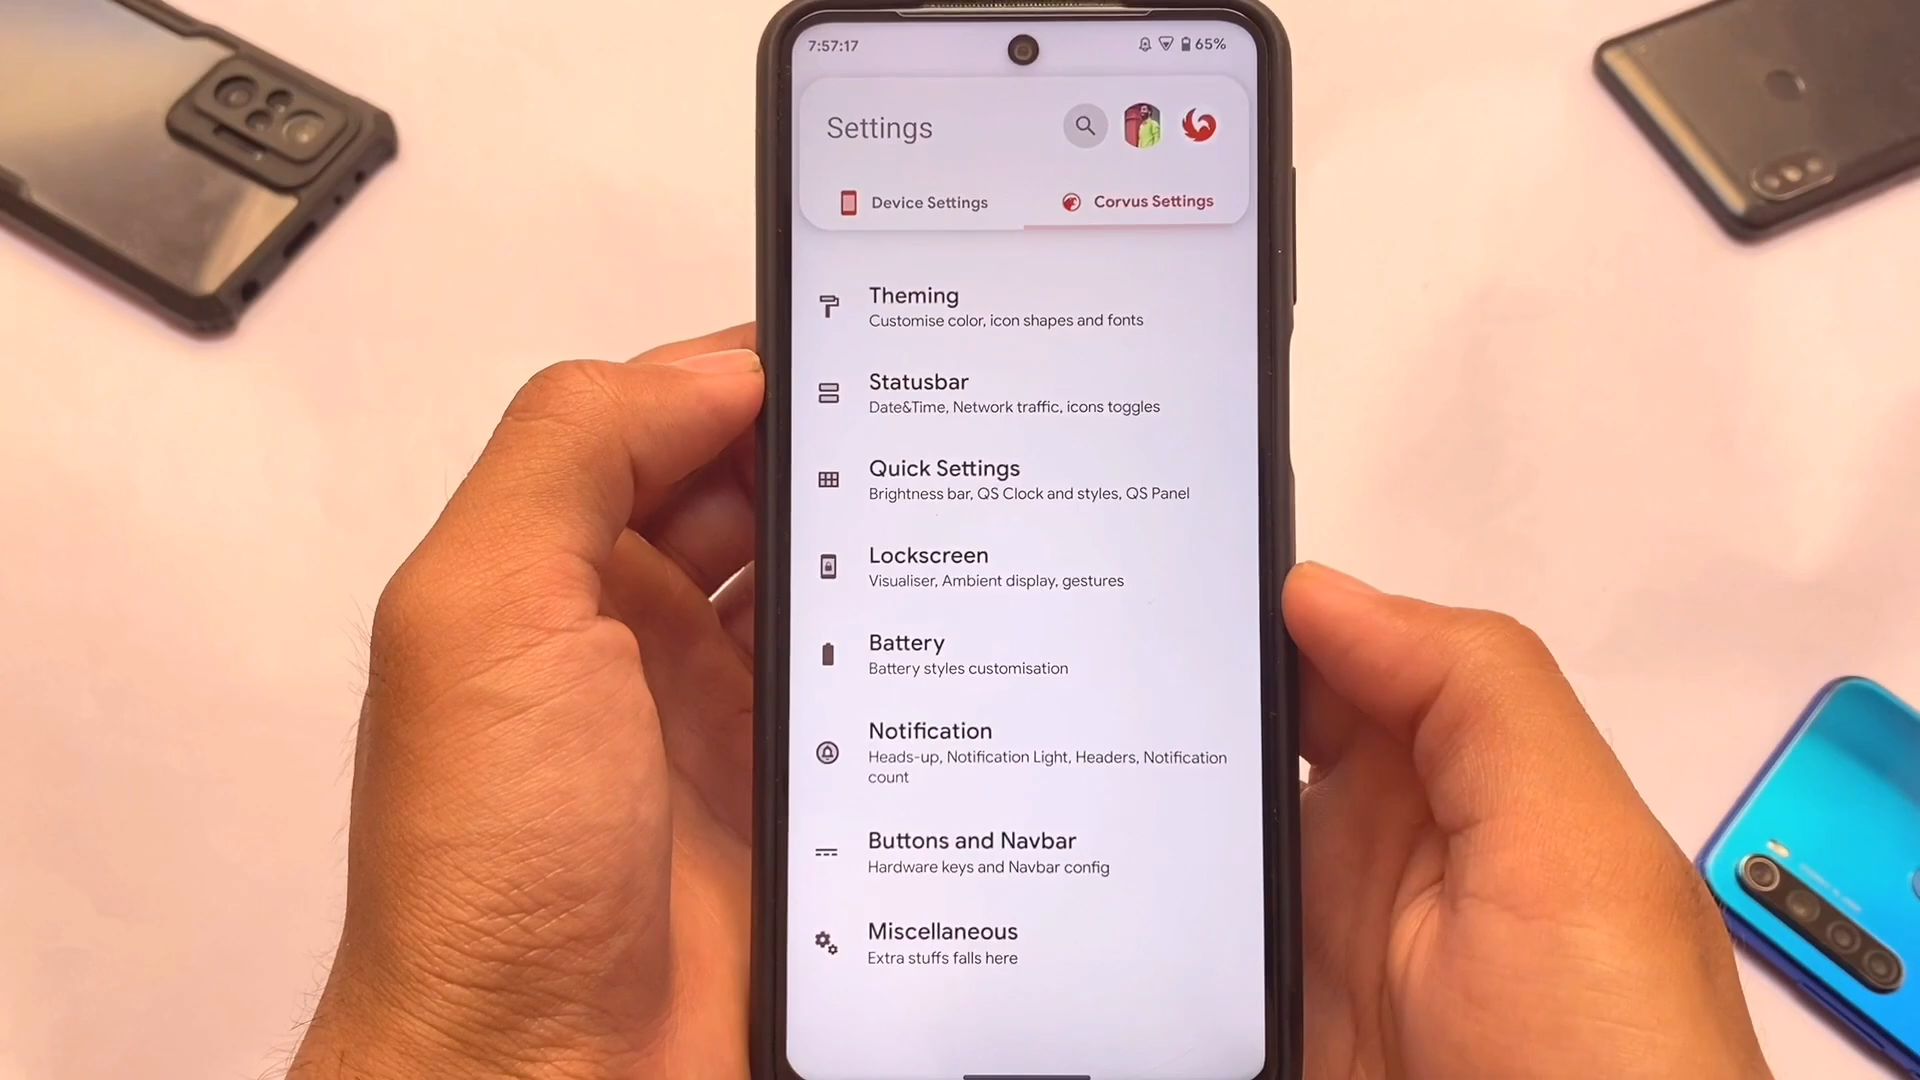 7:57:17
65%
Settings
Device Settings
Corvus Settings
Theming
Customise color, icon shapes and fonts
Statusbar
Date&Time, Network traffic, icons toggles
Quick Settings
Brightness bar, QS Clock and styles, QS Panel
Lockscreen
Visualiser, Ambient display, gestures
Battery
Battery styles customisation
Notification
Heads-up, Notification Light, Headers, Notification
count
Buttons and Navbar
Hardware keys and Navbar config
Miscellaneous
Extra stuffs falls here